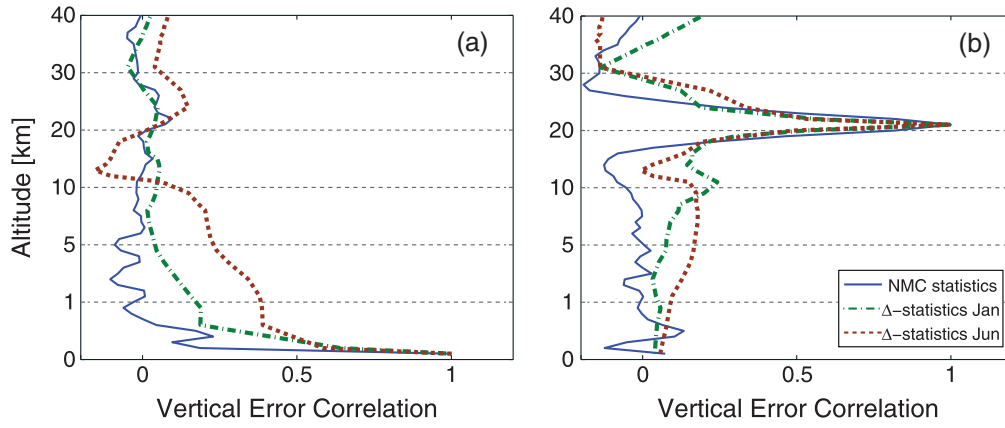 (a)
40
30
20
10
5
1
0
Altitude [km]
0 0.5 1
Vertical Error Correlation
(b)
40
30
20
10
5
1
0
0 0.5 1
Vertical Error Correlation
NMC statistics
Δ−statistics Jan
Δ−statistics Jun